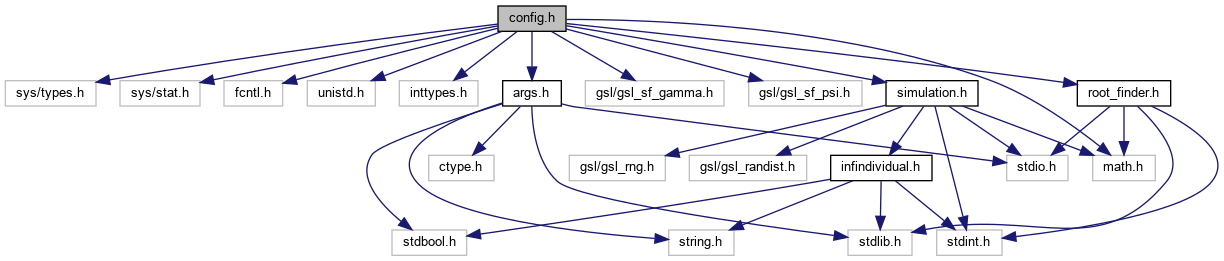 config.h
sys/types.h
sys/stat.h
fcntl.h
unistd.h
inttypes.h
args.h
gsl/gsl_sf_gamma.h
gsl/gsl_sf_psi.h
simulation.h
root_finder.h
ctype.h
gsl/gsl_rng.h
gsl/gsl_randist.h
infindividual.h
stdio.h
math.h
stdbool.h
string.h
stdlib.h
stdint.h